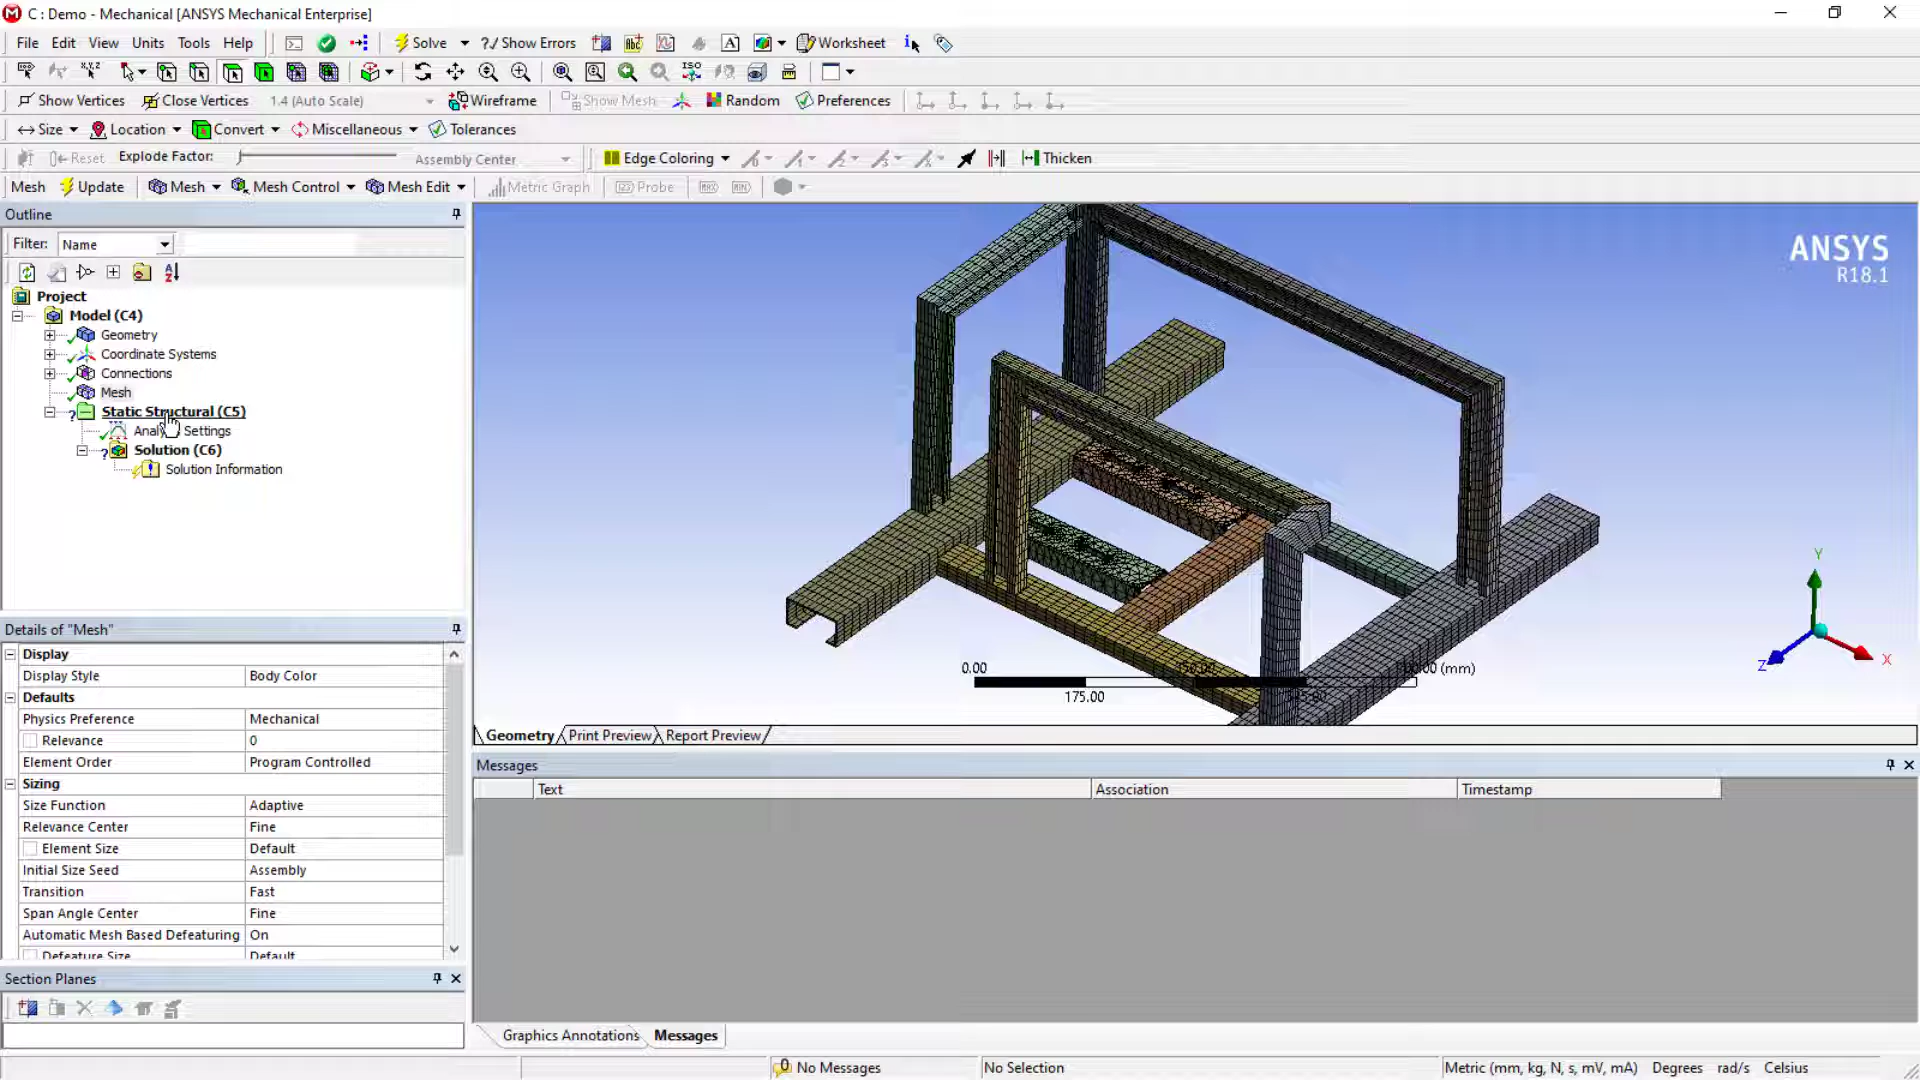 C : Demo - Mechanical [ANSYS Mechanical Enterprise]
File Edit View Units Tools Help Solve ?/ Show Errors Worksheet
ISO
Show Vertices Close Vertices 1.4 (Auto Scale) Wireframe Show Mesh Random Preferences
Size Location Convert Miscellaneous Tolerances
Reset Explode Factor: Assembly Center Edge Coloring Thicken
Mesh Update Mesh Mesh Control Mesh Edit Metric Graph Probe MAX MIN
Outline
Filter: Name
Project
Model (C4)
Geometry
Coordinate Systems
Connections
Mesh
Static Structural (C5)
Settings
Solution (C6)
Solution Information
Details of "Mesh"
Display
Display Style Body Color
Defaults
Physics Preference Mechanical
Relevance 0
Element Order Program Controlled
Sizing
Size Function Adaptive
Relevance Center Fine
Element Size Default
Initial Size Seed Assembly
Transition Fast
Span Angle Center Fine
Automatic Mesh Based Defeaturing On
Defeature Size Default
Section Planes
ANSYS
R18.1
Y
Z
X
0.00
(mm)
175.00
Geometry Print Preview Report Preview
Messages
Text Association Timestamp
Graphics Annotations Messages
No Messages No Selection Metric (mm, kg, N, s, mV, mA) Degrees rad/s Celsius